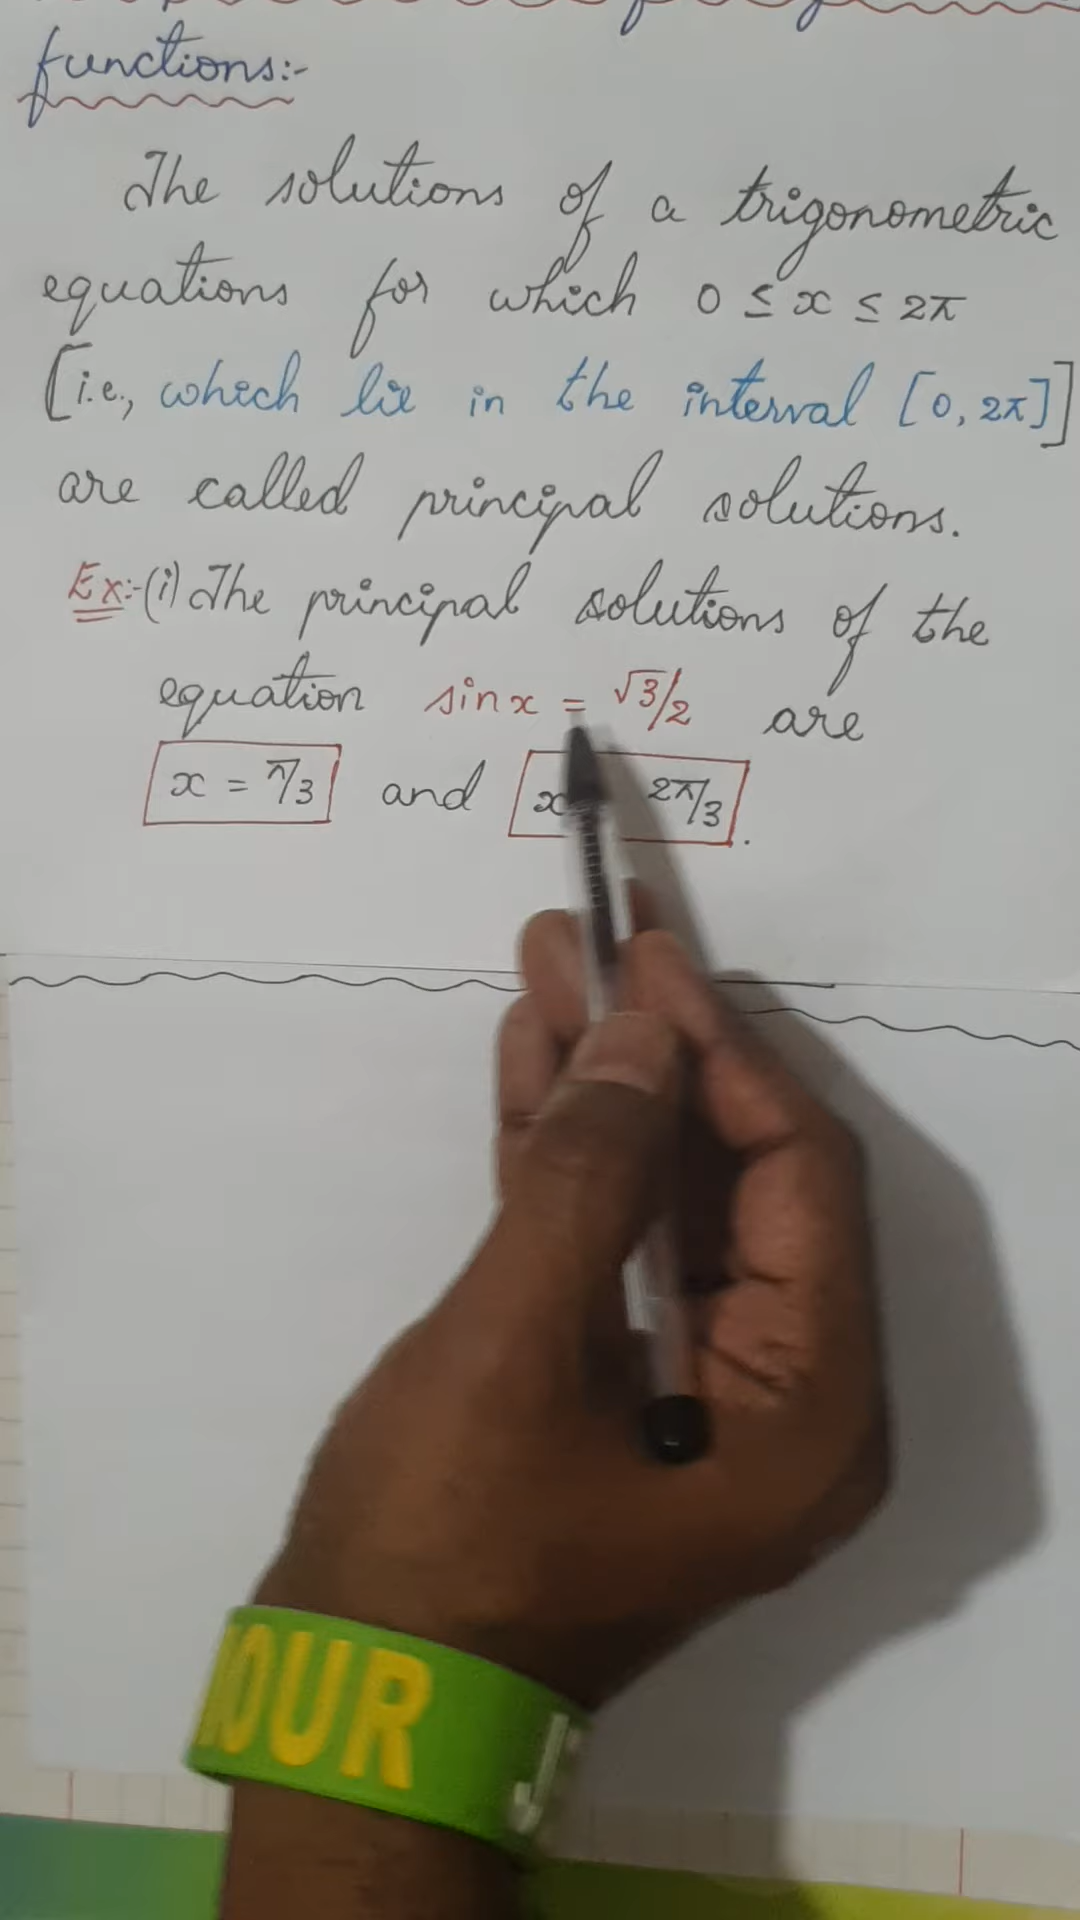 functions:-
The solutions of a trigonometric
equations for which 0 ≤ x ≤ 2π
[i.e., which lie in the interval [0, 2π]]
are called principal solutions.
Ex:- (i) The principal solutions of the
equation sin x = √3/2 are
x = π/3 and x 2π/3.
OUR